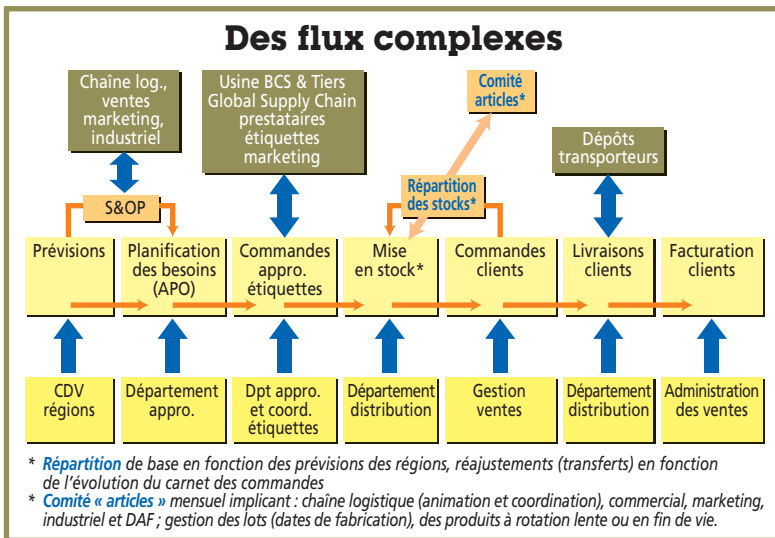 Des flux complexes
Chaîne log.,
ventes
marketing,
industriel
Usine BCS & Tiers
Global Supply Chain
prestataires
étiquettes
marketing
Comité
articles*
Dépôts
transporteurs
S&OP
Répartition
des stocks*
Prévisions
Planification
des besoins
(APO)
Commandes
appro.
étiquettes
Mise
en stock*
Commandes
clients
Livraisons
clients
Facturation
clients
CDV
régions
Département
appro.
Dpt appro.
et coord.
étiquettes
Département
distribution
Gestion
ventes
Département
distribution
Administration
des ventes
* Répartition de base en fonction des prévisions des régions, réajustements (transferts) en fonction
de l'évolution du carnet des commandes
* Comité « articles » mensuel impliquant : chaîne logistique (animation et coordination), commercial, marketing,
industriel et DAF ; gestion des lots (dates de fabrication), des produits à rotation lente ou en fin de vie.